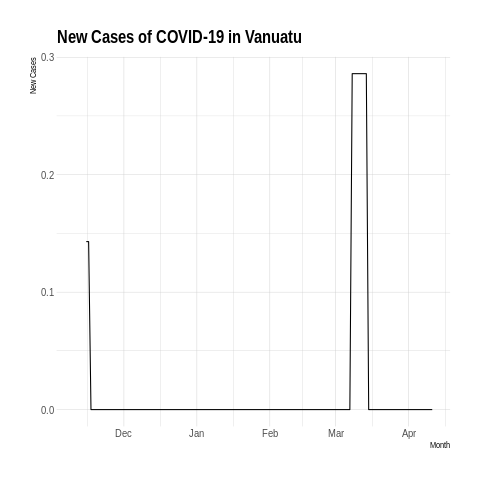 New Cases of COVID-19 in Vanuatu
New Cases
0.3
0.2
0.1
0.0
Dec Jan Feb Mar Apr
Month